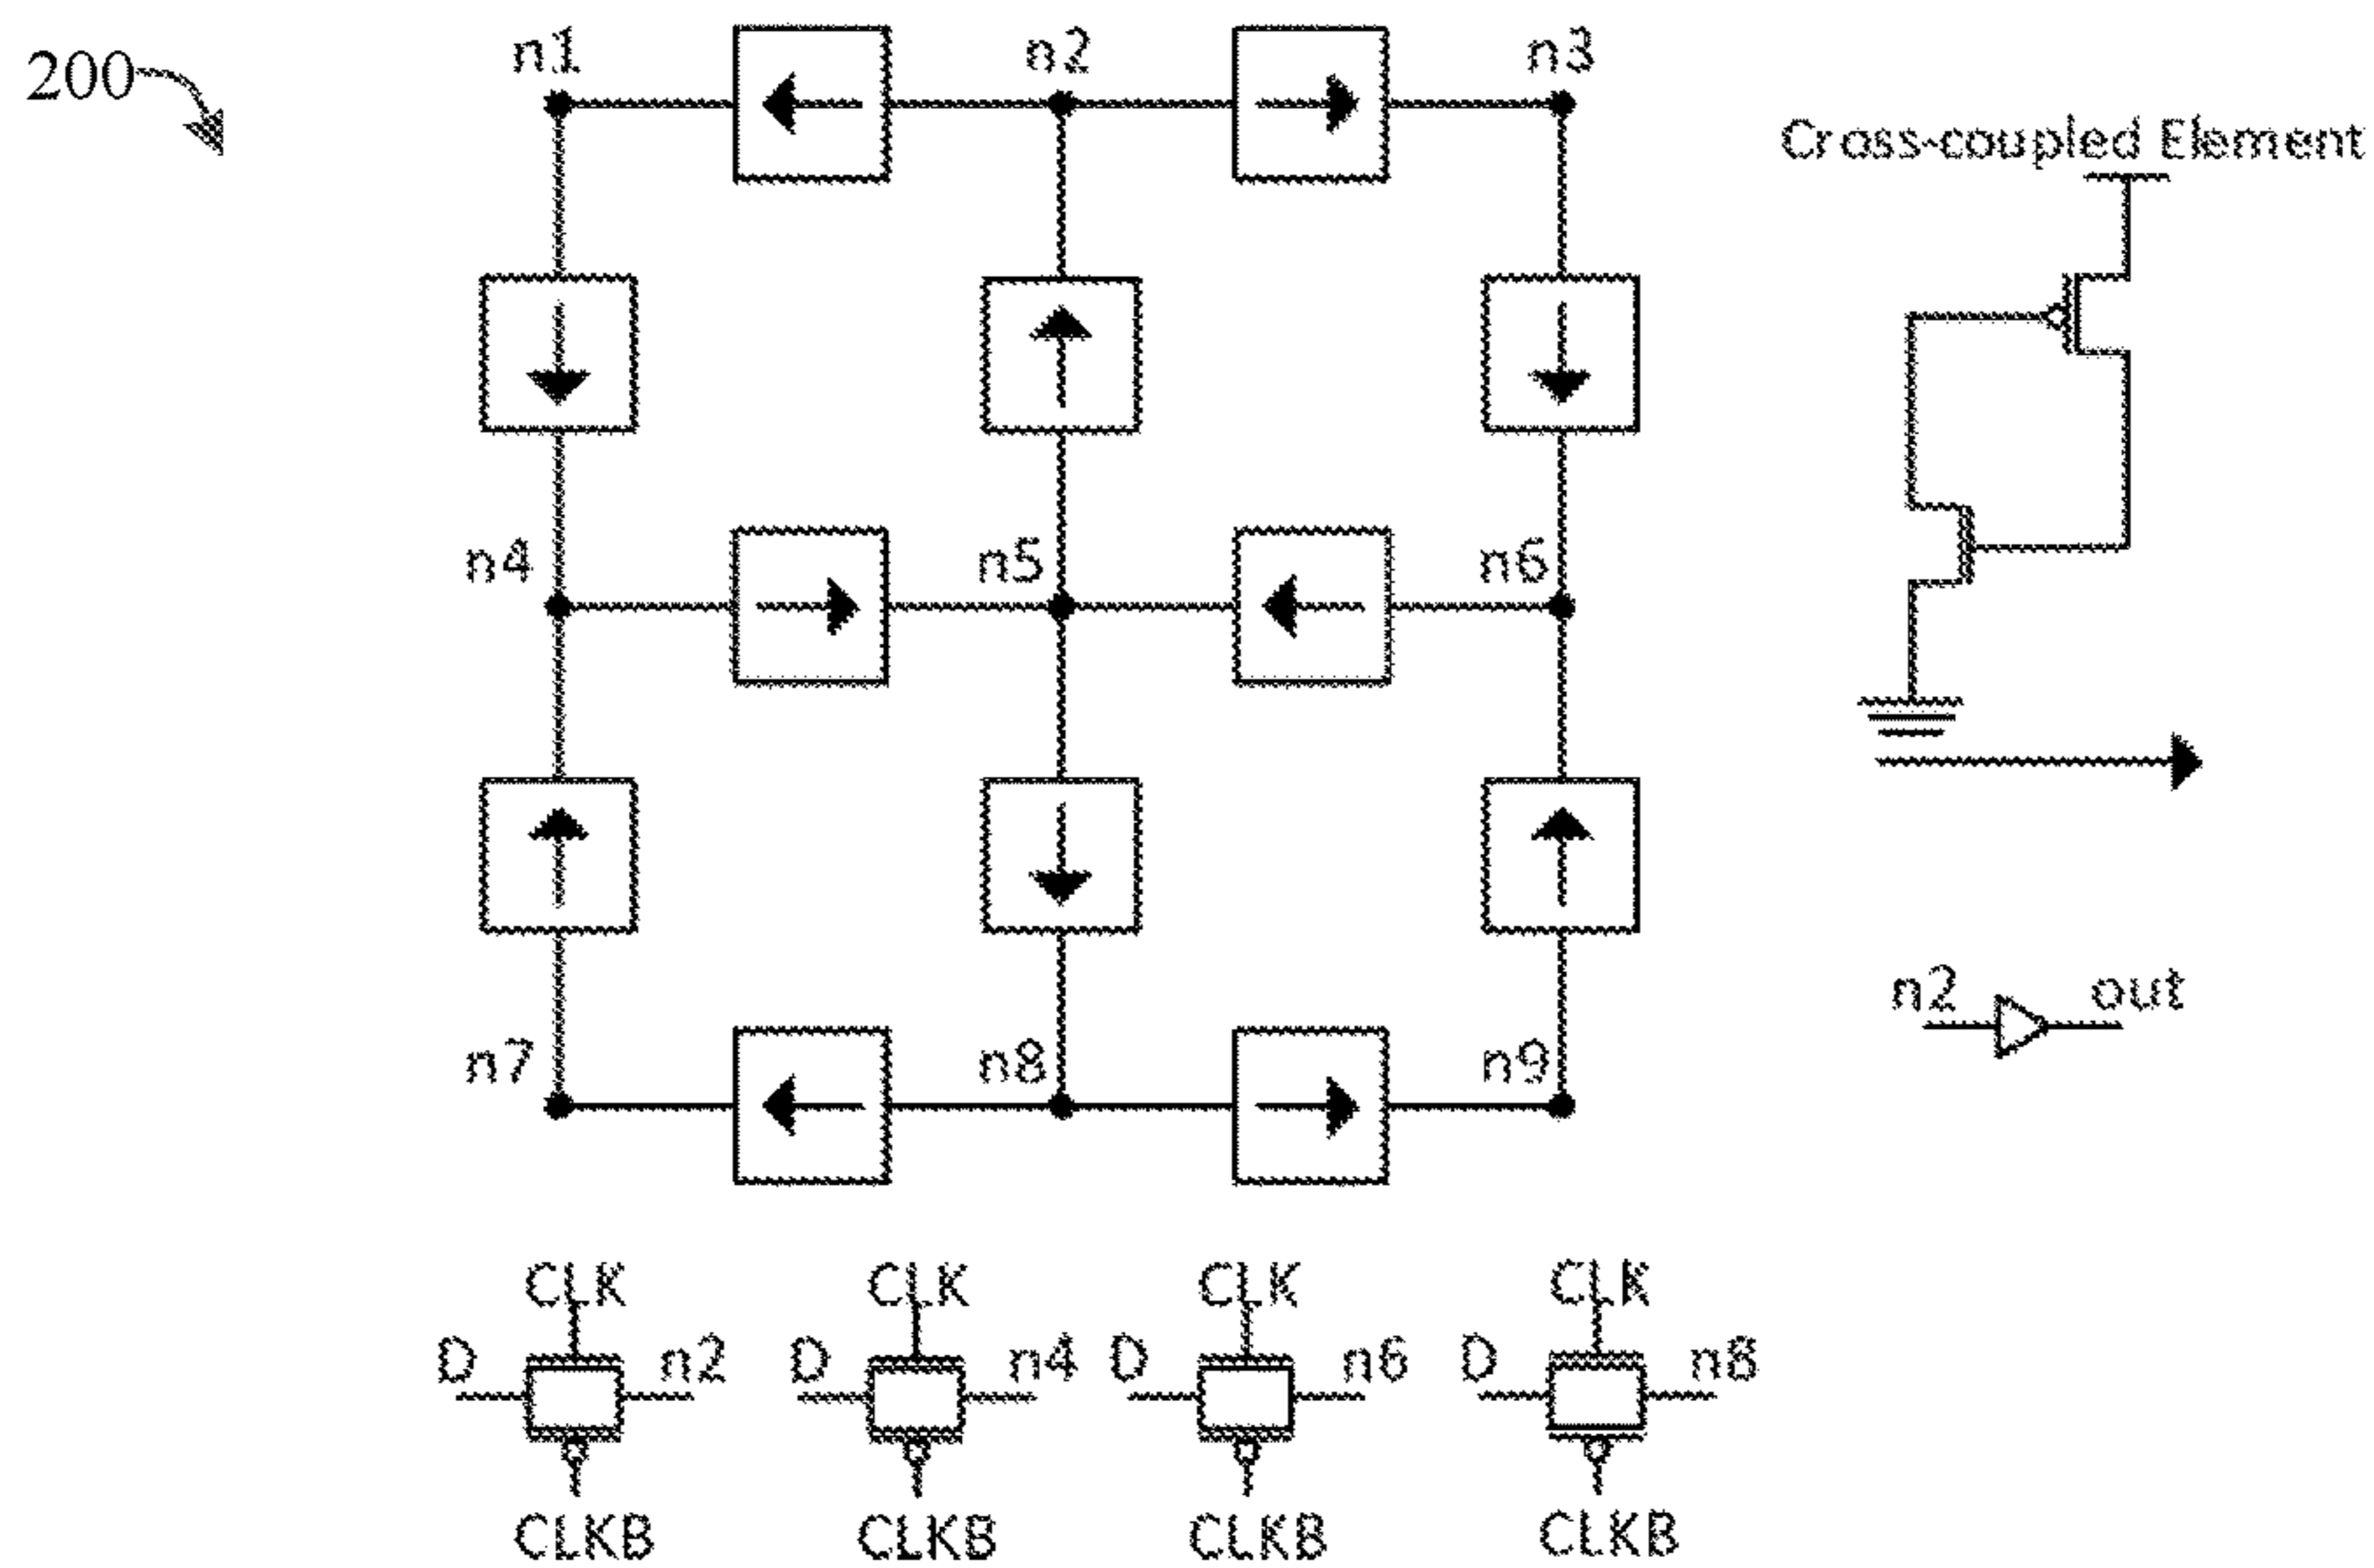 200
n1 n2 n3
Cross-coupled Element
n4 n5 n6
n2 out
n7 n8 n9
CLK CLK CLK CLK
D n2 D n4 D n6 D n8
CLKB CLKB CLKB CLKB